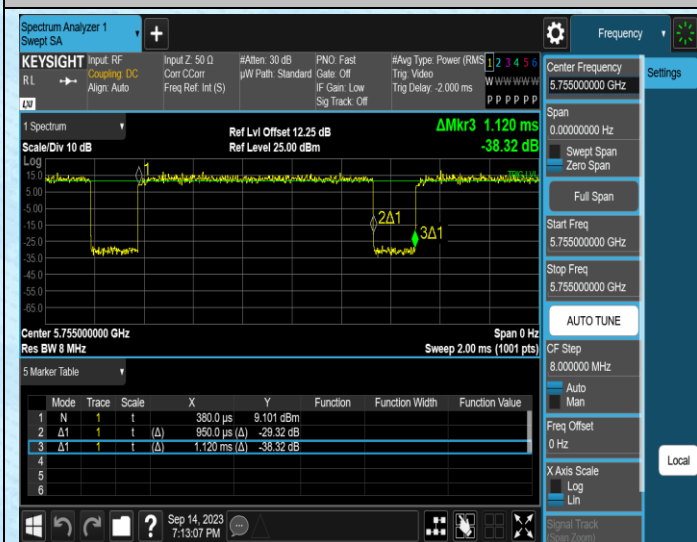 Spectrum Analyzer 1
Swept SA
Frequency
KEYSIGHT
RL
LXI
Input: RF
Coupling: DC
Align: Auto
Input Z: 50 Ω
Corr CCorr
Freq Ref: Int (S)
#Atten: 30 dB
µW Path: Standard
PNO: Fast
Gate: Off
IF Gain: Low
Sig Track: Off
#Avg Type: Power (RMS
Trig: Video
Trig Delay: -2.000 ms
1 2 3 4 5 6
W W W W W W
P P P P P P
1 Spectrum
Scale/Div 10 dB
Ref Lvl Offset 12.25 dB
Ref Level 25.00 dBm
ΔMkr3 1.120 ms
-38.32 dB
Log
15.0
5.00
-5.00
-15.0
-25.0
-35.0
-45.0
-55.0
-65.0
1
2Δ1
3Δ1
TRIG LVL
Center 5.755000000 GHz
Res BW 8 MHz
Span 0 Hz
Sweep 2.00 ms (1001 pts)
5 Marker Table
Mode Trace Scale X Y Function Function Width Function Value
1 N 1 t 380.0 µs 9.101 dBm
2 Δ1 1 t (Δ) 950.0 µs (Δ) -29.32 dB
3 Δ1 1 t (Δ) 1.120 ms (Δ) -38.32 dB
4
5
6
Sep 14, 2023
7:13:07 PM
Center Frequency
5.755000000 GHz
Span
0.00000000 Hz
Swept Span
Zero Span
Full Span
Start Freq
5.755000000 GHz
Stop Freq
5.755000000 GHz
AUTO TUNE
CF Step
8.000000 MHz
Auto
Man
Freq Offset
0 Hz
X Axis Scale
Log
Lin
Signal Track
(Span Zoom)
Settings
Local